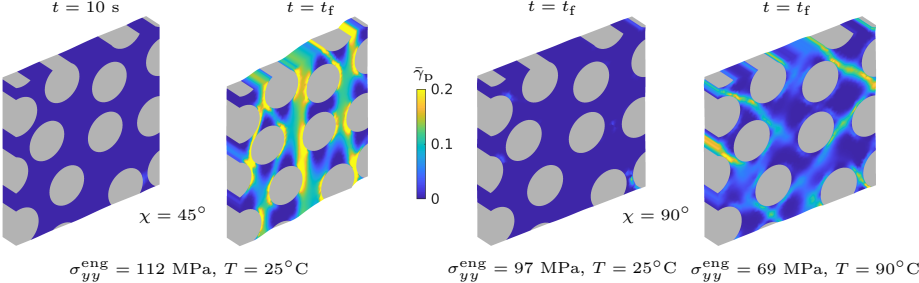 t = 10 s
t = t_f
t = t_f
t = t_f
γ̄_p
0.2
0.1
0
χ = 45°
χ = 90°
σ_yy^eng = 112 MPa, T = 25°C
σ_yy^eng = 97 MPa, T = 25°C
σ_yy^eng = 69 MPa, T = 90°C